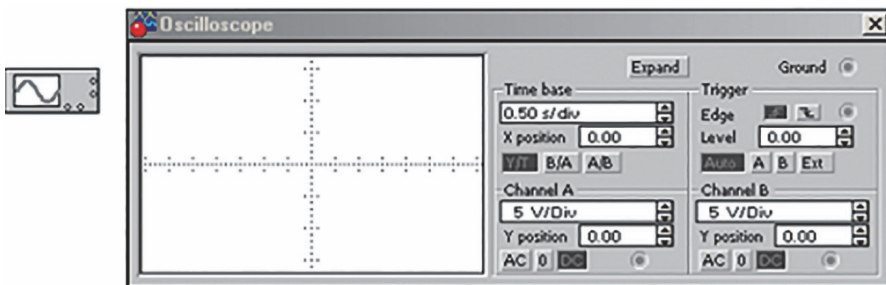 Oscilloscope
Expand
Ground
Time base
0.50 s/div
X position 0.00
Y/T B/A A/B
Trigger
Edge
Level 0.00
Auto A B Ext
Channel A
5 V/Div
Y position 0.00
AC 0 DC
Channel B
5 V/Div
Y position 0.00
AC 0 DC